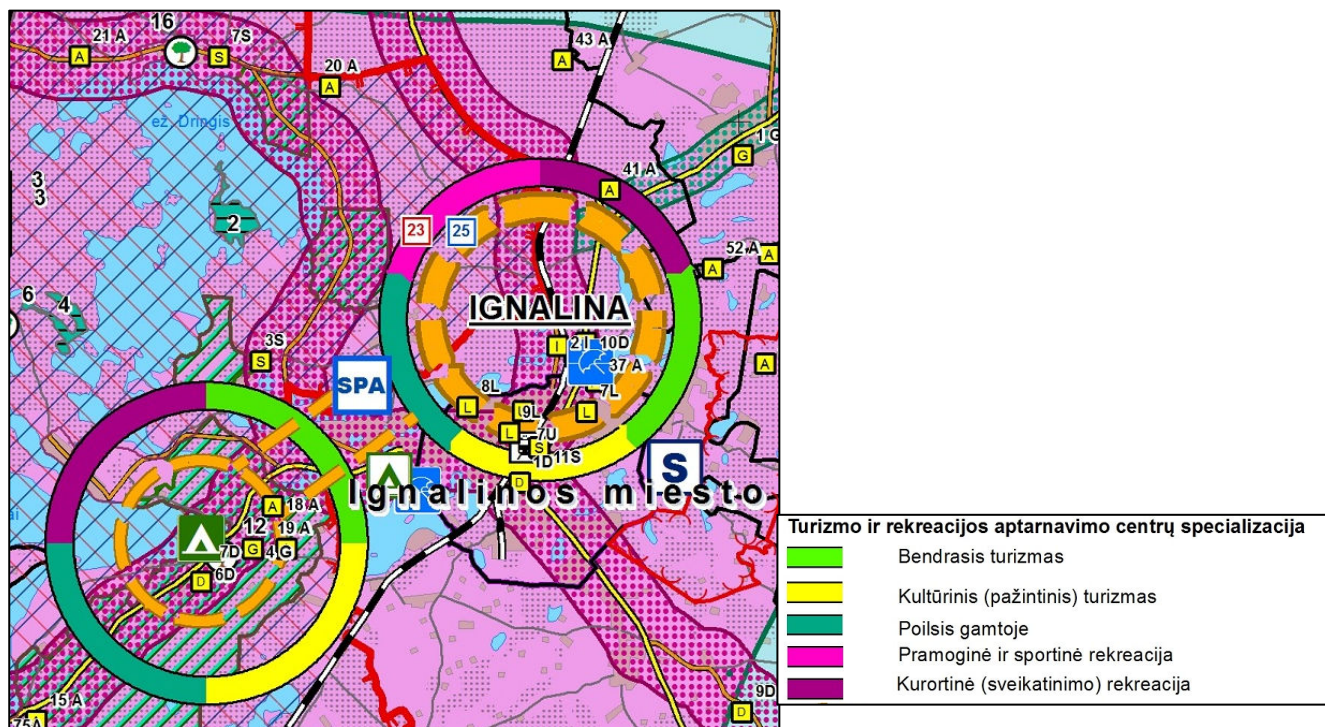 16
21 A
7S
A
S
20 A
A
43 A
A
ež. Dringis
1 G
G
3
3
41 A
A
2
23
25
52 A
A
A
IGNALINA
6
4
3S
S
2 I
10D
I
37 A
A
SPA
8L
7L
L
9L
L
L
7U
S
1D
11S
S
D
Ignalinos miesto
A
18 A
12
19 A
G
4 G
7D
6D
D
15 A
75A
A
9D
D
Turizmo ir rekreacijos aptarnavimo centrų specializacija
Bendrasis turizmas
Kultūrinis (pažintinis) turizmas
Poilsis gamtoje
Pramoginė ir sportinė rekreacija
Kurortinė (sveikatinimo) rekreacija